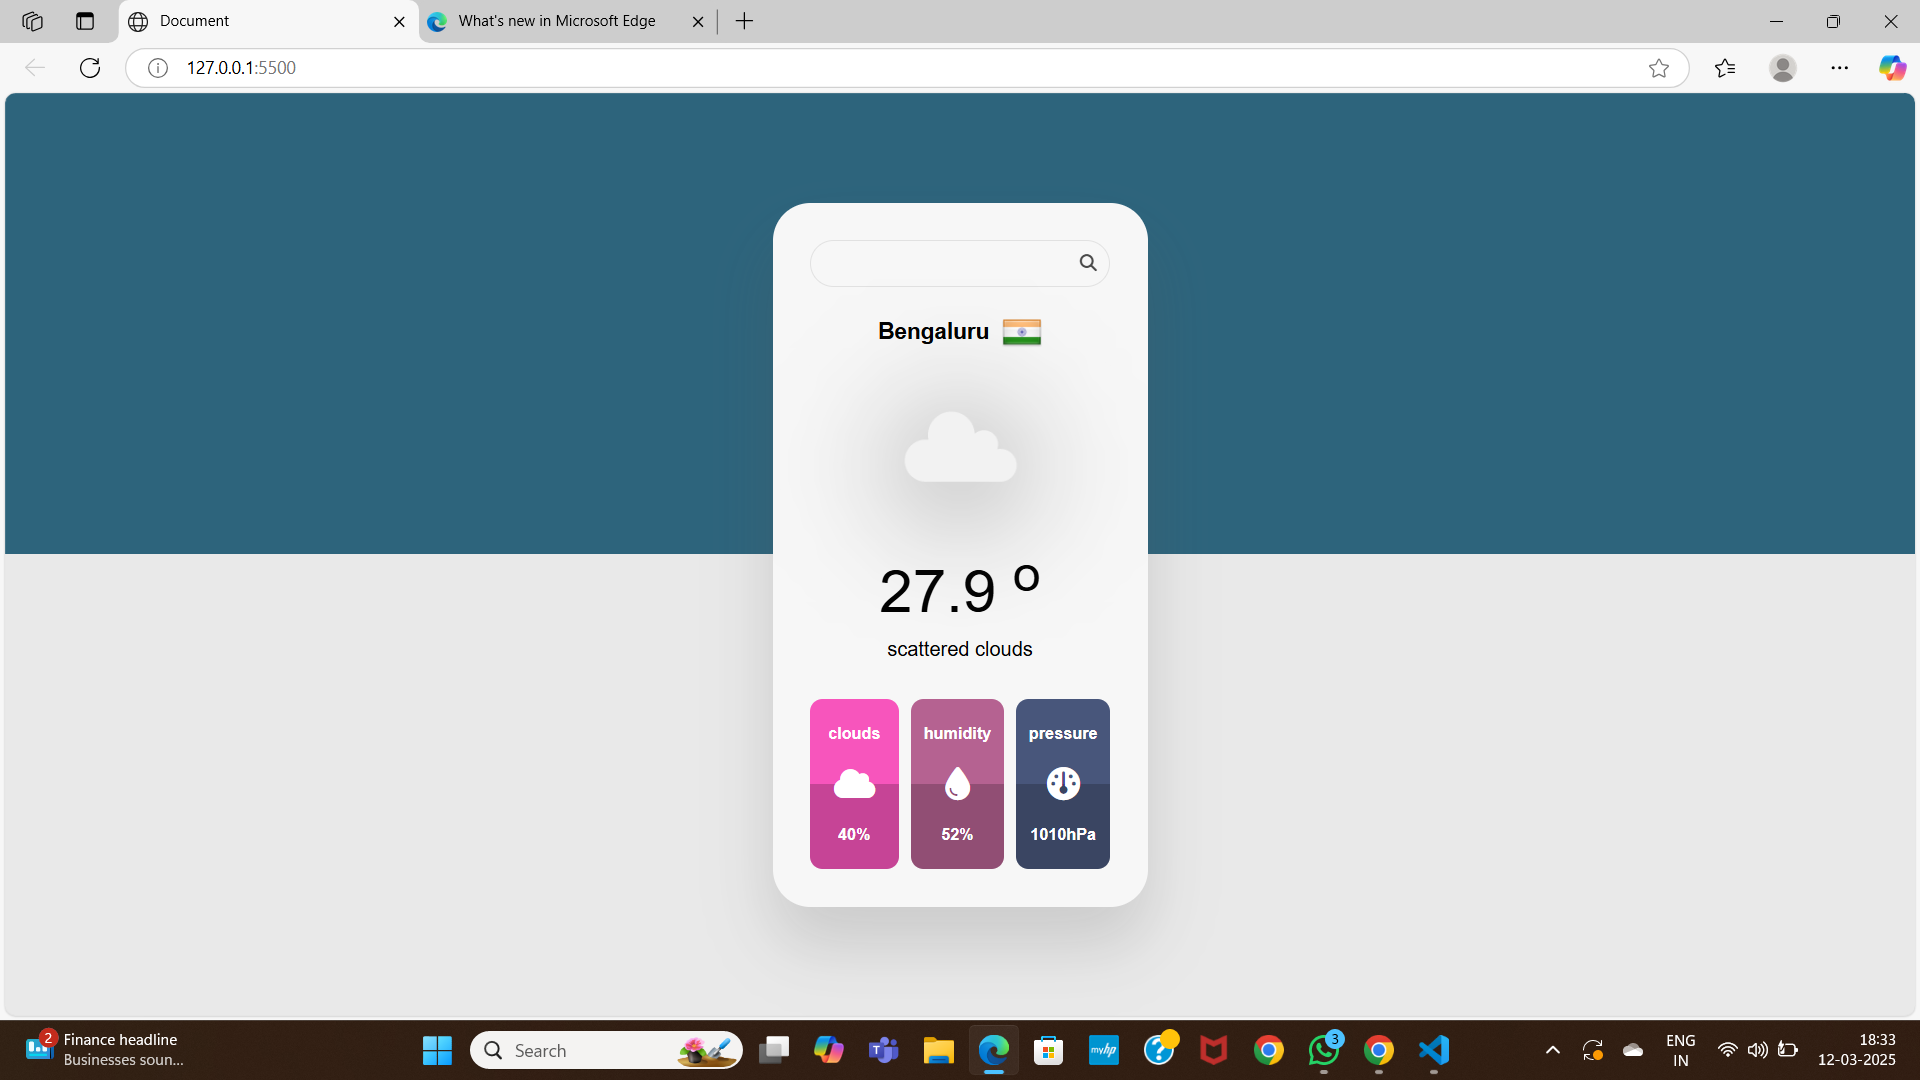 Document
What's new in Microsoft Edge
127.0.0.1:5500
Bengaluru
27.9 º
scattered clouds
clouds
humidity
pressure
40%
52%
1010hPa
2
Finance headline
Businesses soun...
Search
T
myhp
?
3
ENG
IN
18:33
12-03-2025